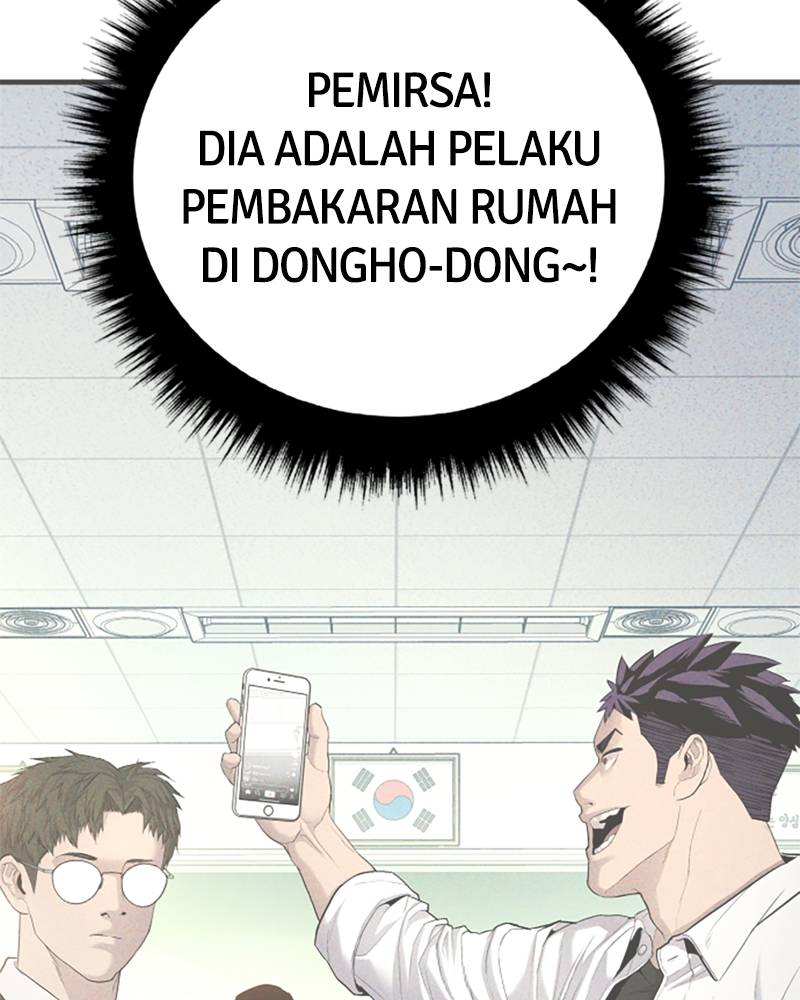 PEMIRSA!
DIA ADALAH PELAKU
PEMBAKARAN RUMAH
DI DONGHO-DONG~!